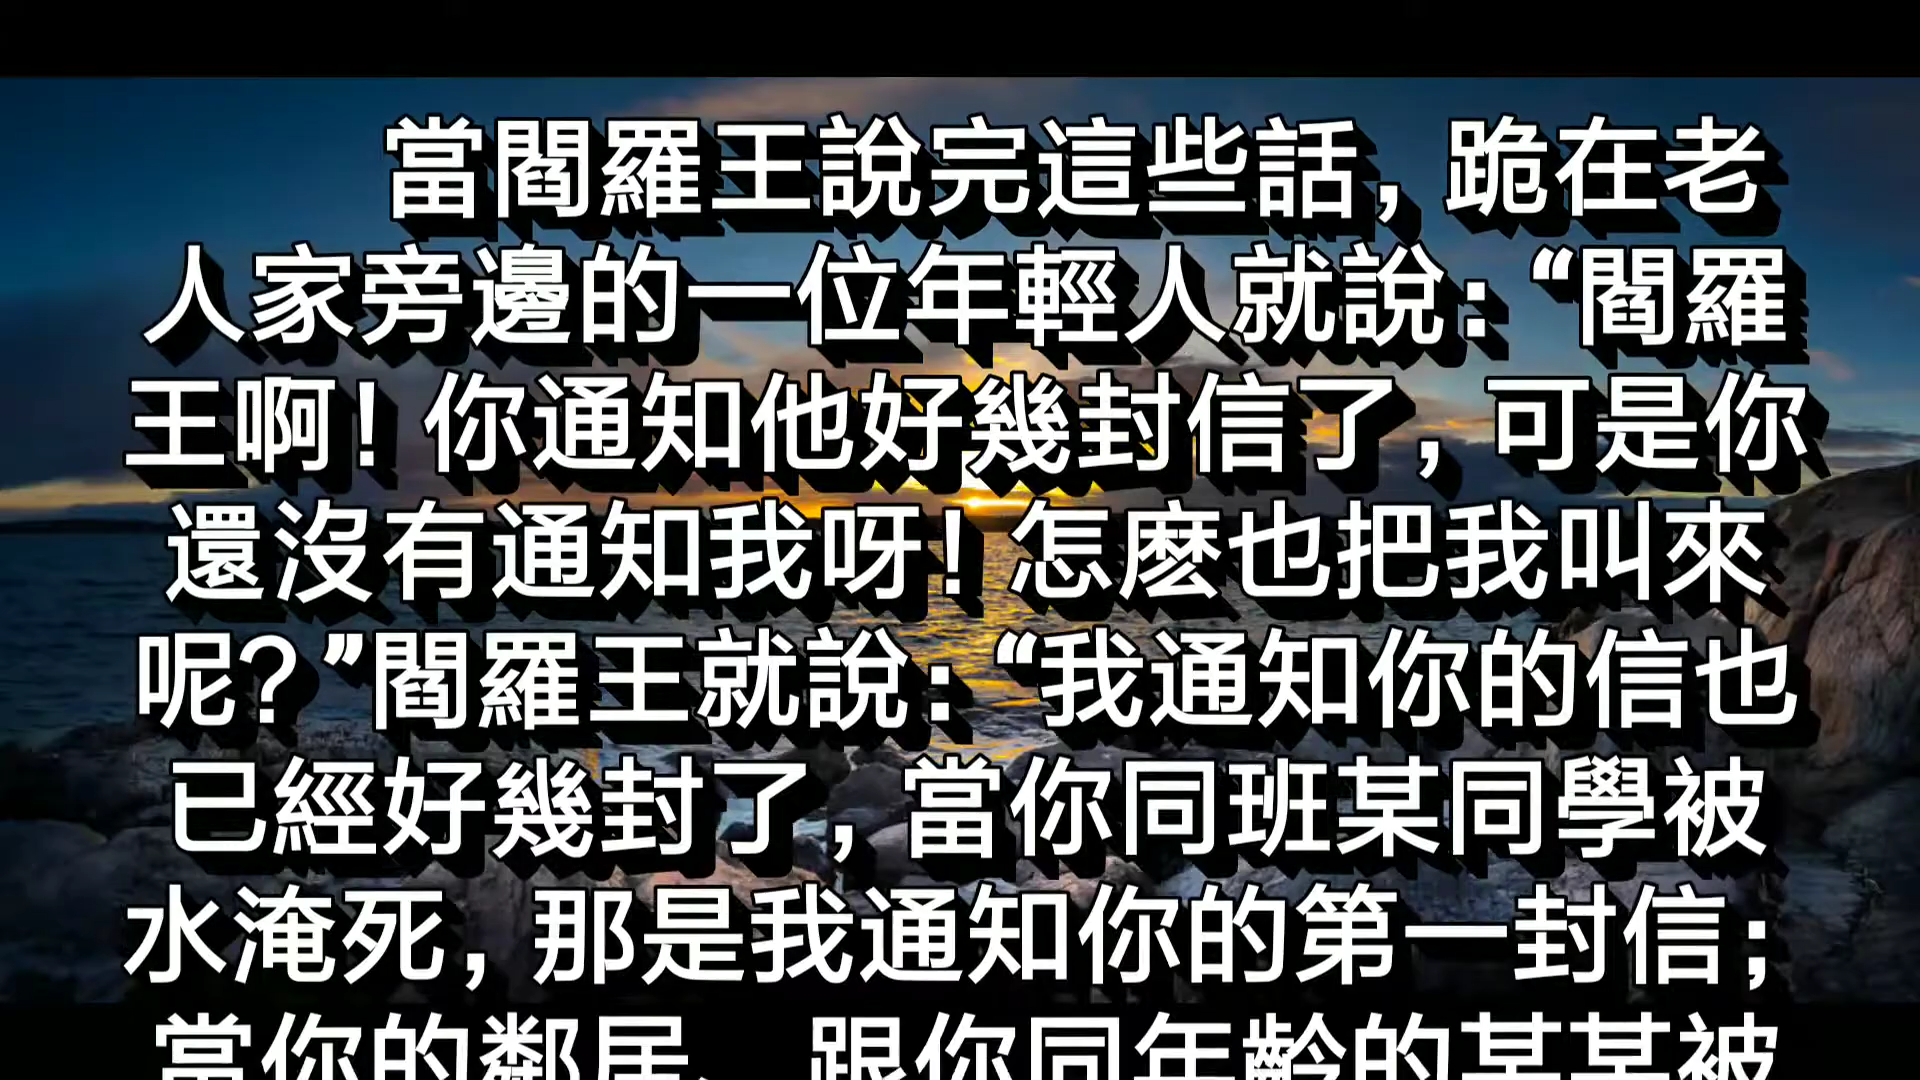 當閻羅王說完這些話，跪在老
人家旁邊的一位年輕人就說：“閻羅
王啊！你通知他好幾封信了，可是你
還沒有通知我呀！怎麽也把我叫來
呢？”閻羅王就說：“我通知你的信也
已經好幾封了，當你同班某同學被
水淹死，那是我通知你的第一封信；
當你的鄰居、跟你同年齡的某某被